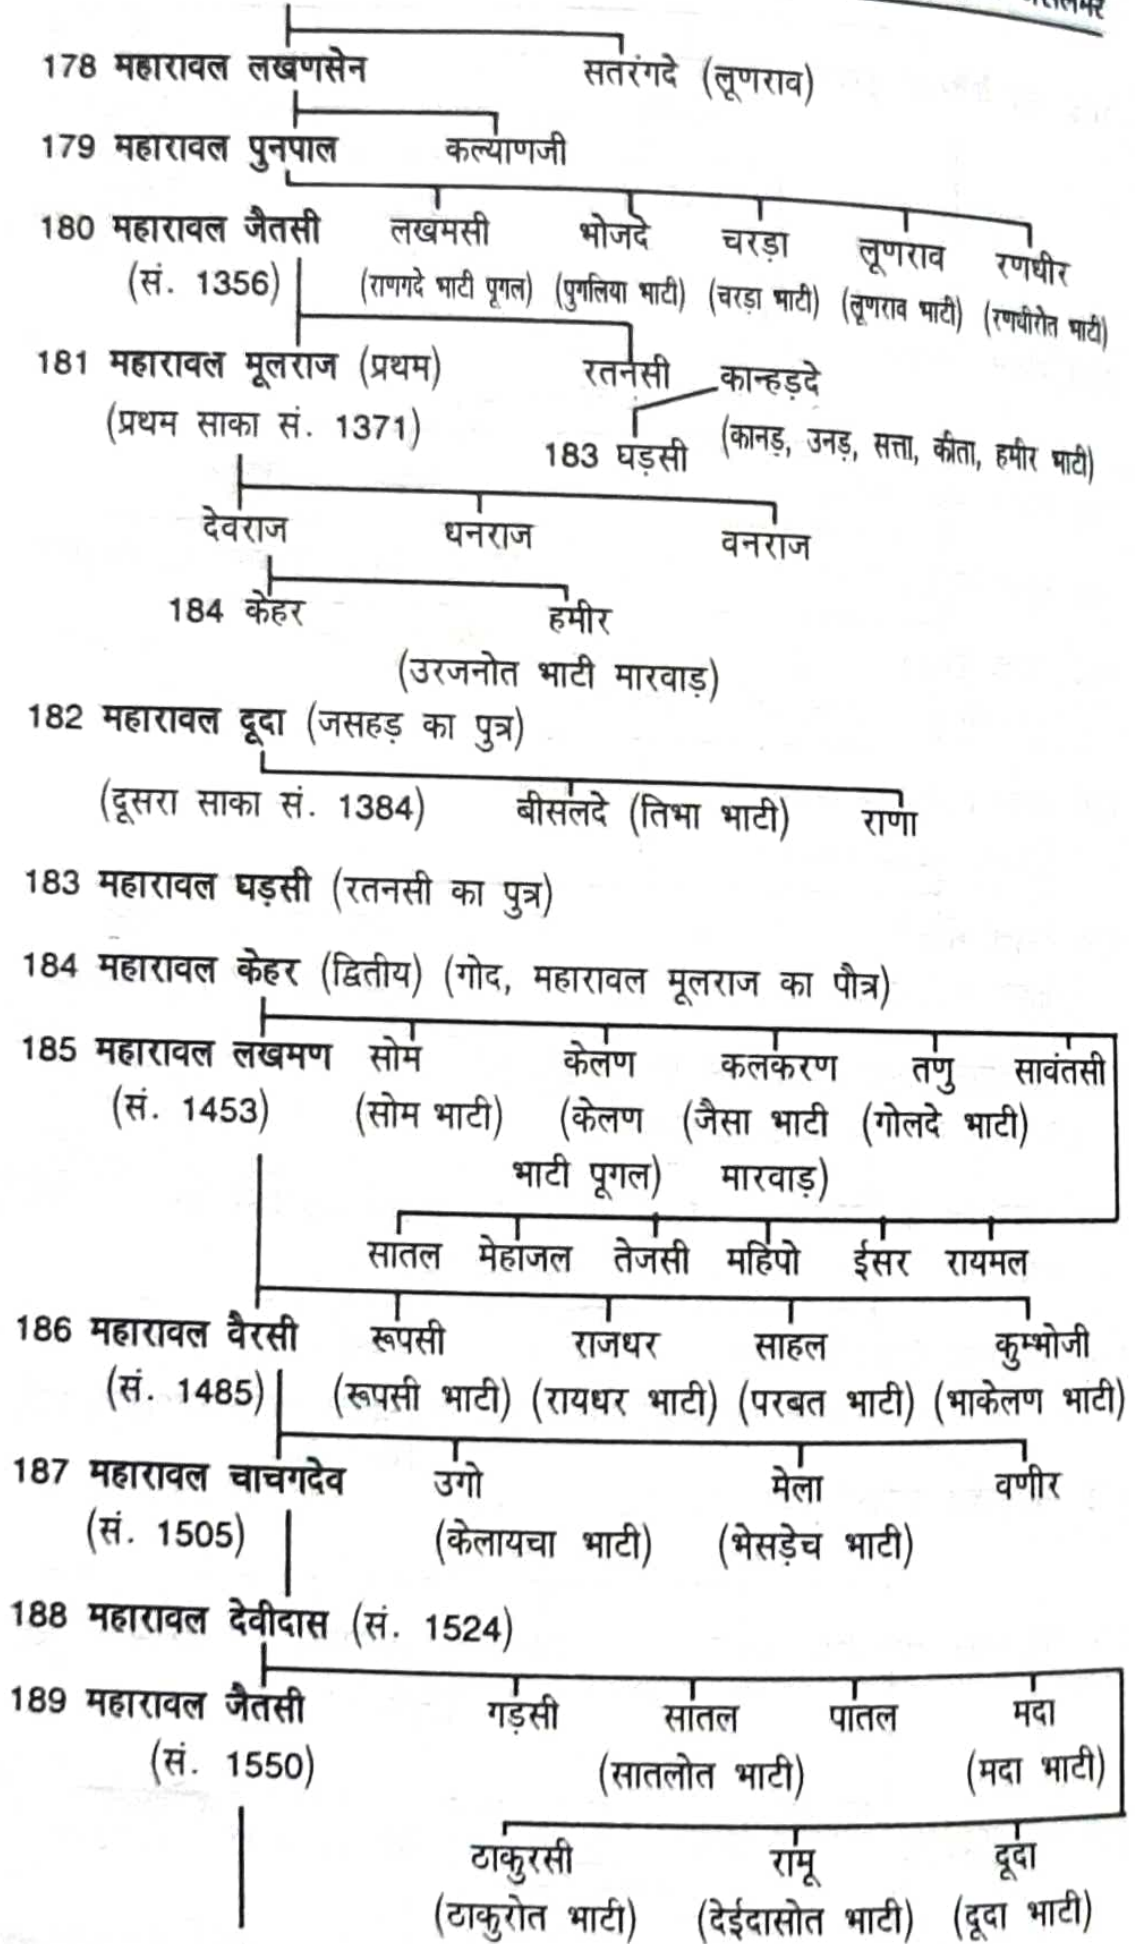 178 महारावल लखणसेन सतरंगदे (लूणराव)
179 महारावल पुनपाल कल्याणजी
180 महारावल जैतसी लखमसी भोजदे चरड़ा लूणराव रणधीर
(सं. 1356) (राणगदे भाटी पूगल) (पुगलिया भाटी) (चरड़ा भाटी) (लूणराव भाटी) (रणधीरोत भाटी)
181 महारावल मूलराज (प्रथम) रतनसी कान्हड़दे
(प्रथम साका सं. 1371) 183 घड़सी (कानड़, उनड़, सत्ता, कीता, हमीर भाटी)
देवराज धनराज वनराज
184 केहर हमीर
(उरजनोत भाटी मारवाड़)
182 महारावल दूदा (जसहड़ का पुत्र)
(दूसरा साका सं. 1384) बीसलदे (तिभा भाटी) राणा
183 महारावल घड़सी (रतनसी का पुत्र)
184 महारावल केहर (द्वितीय) (गोद, महारावल मूलराज का पौत्र)
185 महारावल लखमण सोम केलण कलकरण तणु सावंतसी
(सं. 1453) (सोम भाटी) (केलण (जैसा भाटी (गोलदे भाटी)
भाटी पूगल) मारवाड़)
सातल मेहाजल तेजसी महिपो ईसर रायमल
186 महारावल वैरसी रूपसी राजधर साहल कुम्भोजी
(सं. 1485) (रूपसी भाटी) (रायधर भाटी) (परबत भाटी) (भाकेलण भाटी)
187 महारावल चाचगदेव उगो मेला वणीर
(सं. 1505) (केलायचा भाटी) (भेसड़ेच भाटी)
188 महारावल देवीदास (सं. 1524)
189 महारावल जैतसी गड़सी सातल पातल मदा
(सं. 1550) (सातलोत भाटी) (मदा भाटी)
ठाकुरसी रामू दूदा
(ठाकुरोत भाटी) (देईदासोत भाटी) (दूदा भाटी)